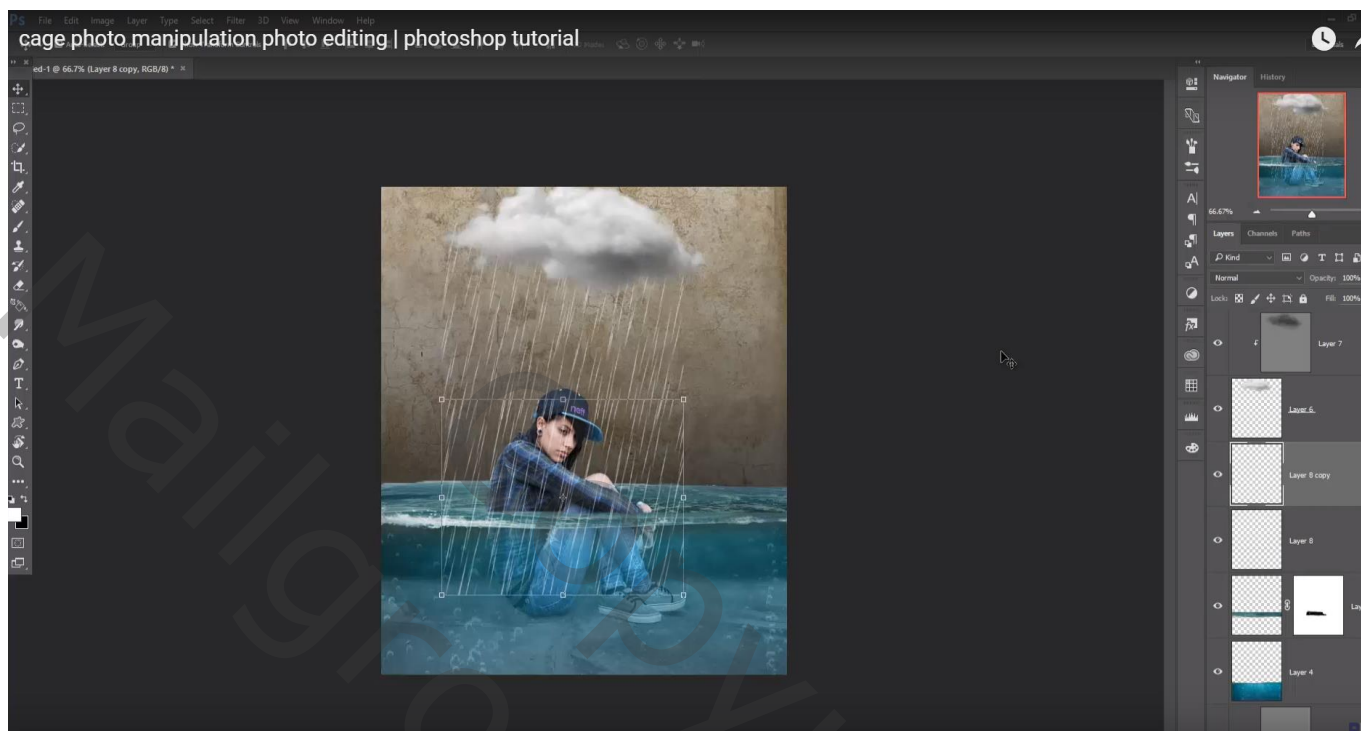 Ps File Edit Image Layer Type Select Filter 3D View Window Help
cage photo manipulation photo editing | photoshop tutorial
ed-1 @ 66.7% (Layer 8 copy, RGB/8) * ×
Navigator History
66.67%
Layers Channels Paths
Kind
Normal Opacity: 100%
Lock: Fill: 100%
Layer 7
Layer 6
Layer 8 copy
Layer 8
Lay
Layer 4